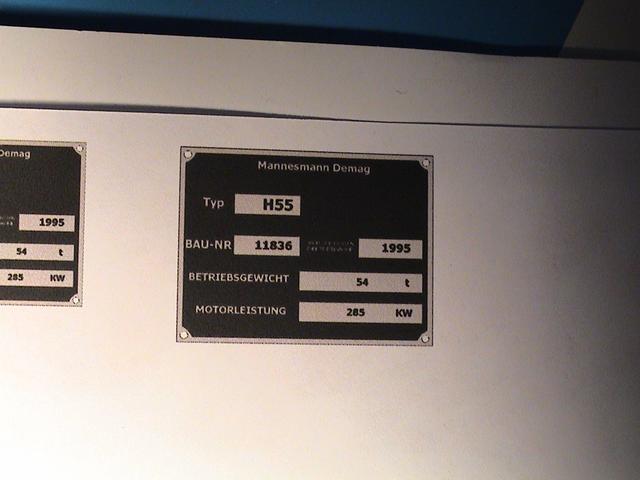 Demag
1995
54 t
285 KW
Mannesmann Demag
Typ H55
BAU-NR 11836 1995
BETRIEBSGEWICHT 54 t
MOTORLEISTUNG 285 KW